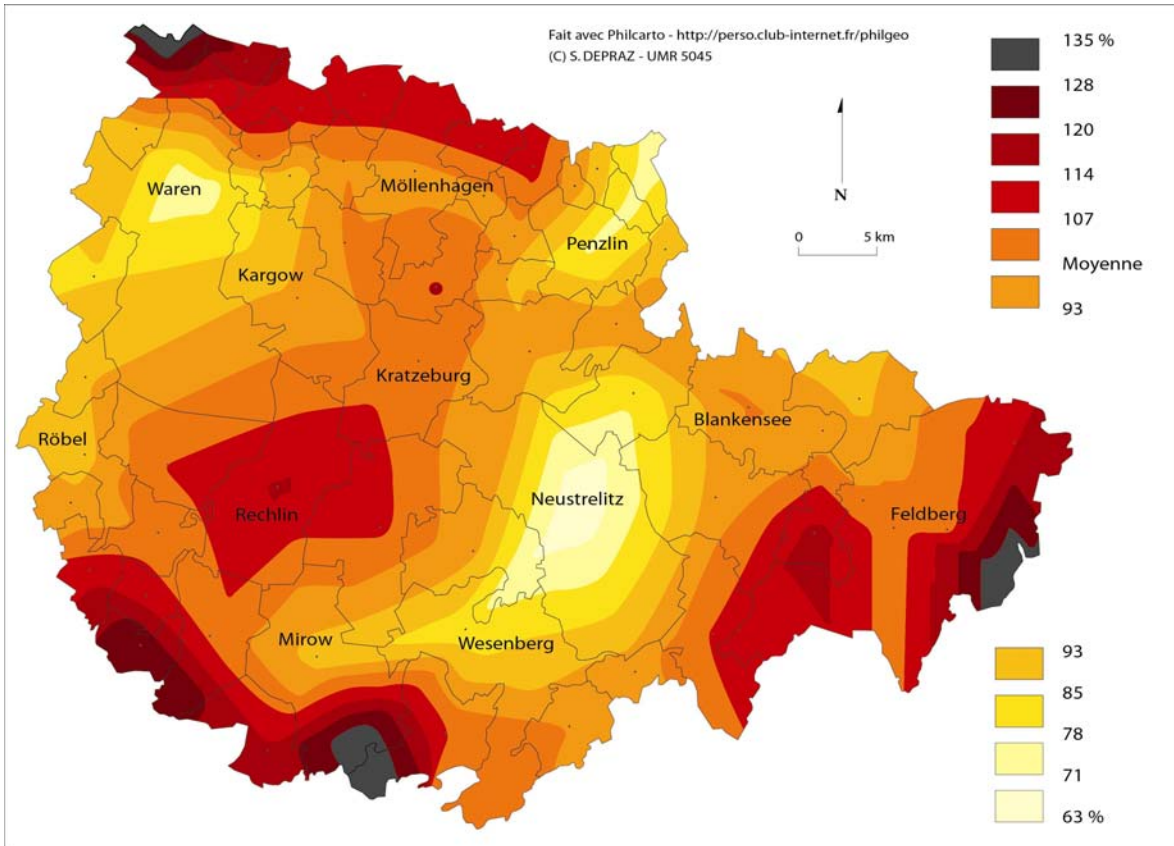 Fait avec Philcarto - http://perso.club-internet.fr/philgeo
(C) S. DEPRAZ - UMR 5045
135 %
128
120
114
107
Moyenne
93
N
0 5 km
Waren
Möllenhagen
Penzlin
Kargow
Kratzeburg
Röbel
Blankensee
Rechlin
Neustrelitz
Feldberg
Mirow
Wesenberg
93
85
78
71
63 %